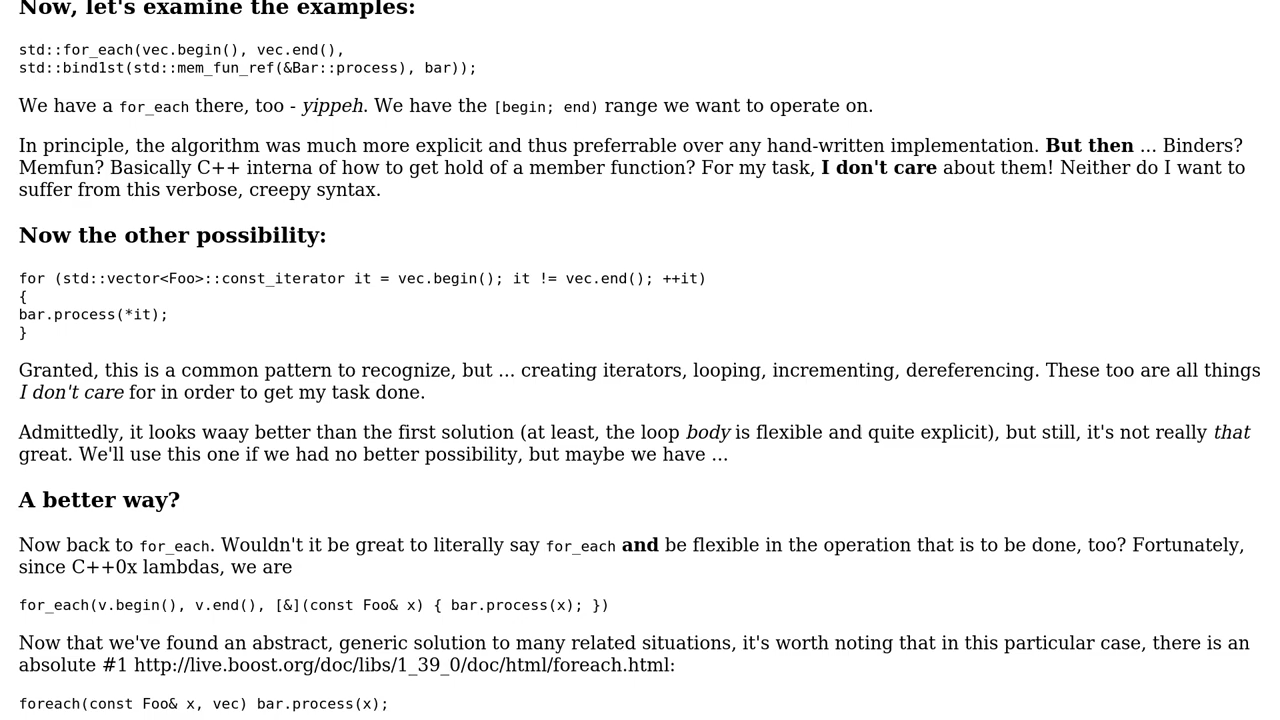 Now, let's examine the examples:
std::for_each(vec.begin(), vec.end(),
std::bind1st(std::mem_fun_ref(&Bar::process), bar));
We have a for_each there, too - yippeh. We have the [begin; end) range we want to operate on.
In principle, the algorithm was much more explicit and thus preferrable over any hand-written implementation. But then ... Binders?
Memfun? Basically C++ interna of how to get hold of a member function? For my task, I don't care about them! Neither do I want to
suffer from this verbose, creepy syntax.
Now the other possibility:
for (std::vector<Foo>::const_iterator it = vec.begin(); it != vec.end(); ++it)
{
bar.process(*it);
}
Granted, this is a common pattern to recognize, but ... creating iterators, looping, incrementing, dereferencing. These too are all things
I don't care for in order to get my task done.
Admittedly, it looks waay better than the first solution (at least, the loop body is flexible and quite explicit), but still, it's not really that
great. We'll use this one if we had no better possibility, but maybe we have ...
A better way?
Now back to for_each. Wouldn't it be great to literally say for_each and be flexible in the operation that is to be done, too? Fortunately,
since C++0x lambdas, we are
for_each(v.begin(), v.end(), [&](const Foo& x) { bar.process(x); })
Now that we've found an abstract, generic solution to many related situations, it's worth noting that in this particular case, there is an
absolute #1 http://live.boost.org/doc/libs/1_39_0/doc/html/foreach.html:
foreach(const Foo& x, vec) bar.process(x);